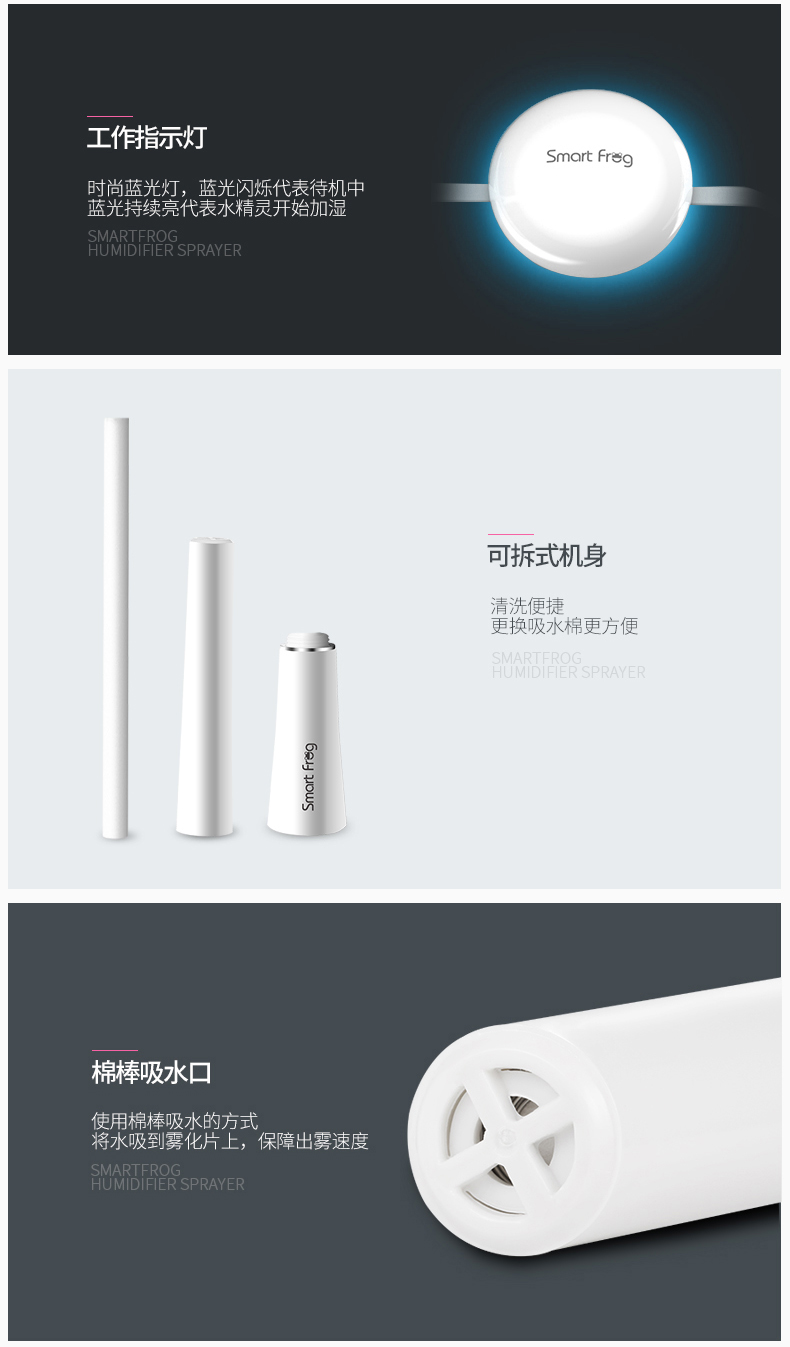 工作指示灯
时尚蓝光灯，蓝光闪烁代表待机中
蓝光持续亮代表水精灵开始加湿
SMARTFROG
HUMIDIFIER SPRAYER
Smart Frog
可拆式机身
清洗便捷
更换吸水棉更方便
SMARTFROG
HUMIDIFIER SPRAYER
Smart Frog
棉棒吸水口
使用棉棒吸水的方式
将水吸到雾化片上，保障出雾速度
SMARTFROG
HUMIDIFIER SPRAYER